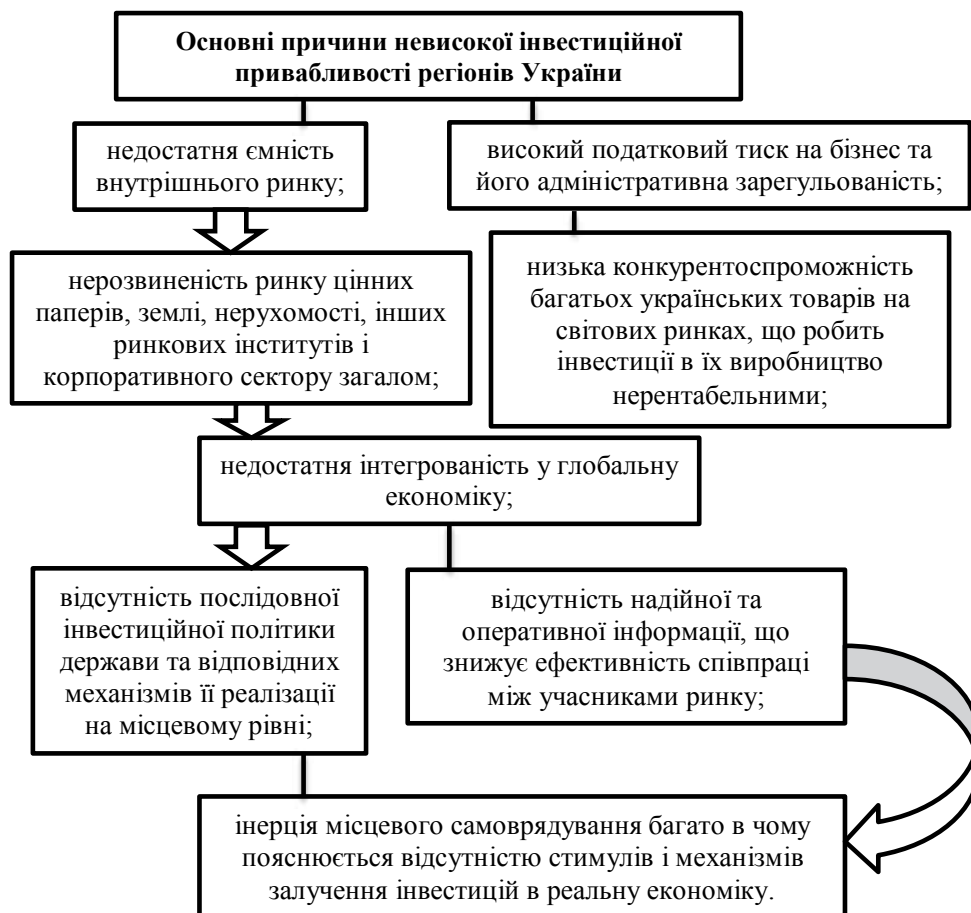 Основні причини невисокої інвестиційної
привабливості регіонів України
недостатня ємність
внутрішнього ринку;
високий податковий тиск на бізнес та
його адміністративна зарегульованість;
нерозвиненість ринку цінних
паперів, землі, нерухомості, інших
ринкових інститутів і
корпоративного сектору загалом;
низька конкурентоспроможність
багатьох українських товарів на
світових ринках, що робить
інвестиції в їх виробництво
нерентабельними;
недостатня інтегрованість у глобальну
економіку;
відсутність послідовної
інвестиційної політики
держави та відповідних
механізмів її реалізації
на місцевому рівні;
відсутність надійної та
оперативної інформації, що
знижує ефективність співпраці
між учасниками ринку;
інерція місцевого самоврядування багато в чому
пояснюється відсутністю стимулів і механізмів
залучення інвестицій в реальну економіку.